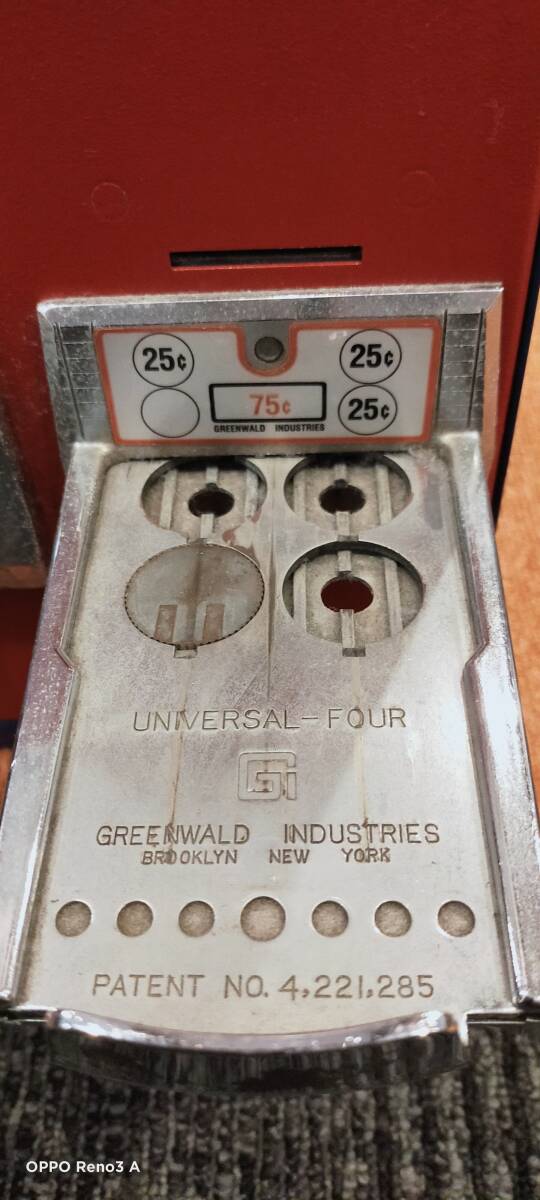 25¢ 25¢
75¢ 25¢
GREENWALD INDUSTRIES
UNIVERSAL-FOUR
Gi
GREENWALD INDUSTRIES
BROOKLYN NEW YORK
PATENT NO. 4,221,285
OPPO Reno3 A